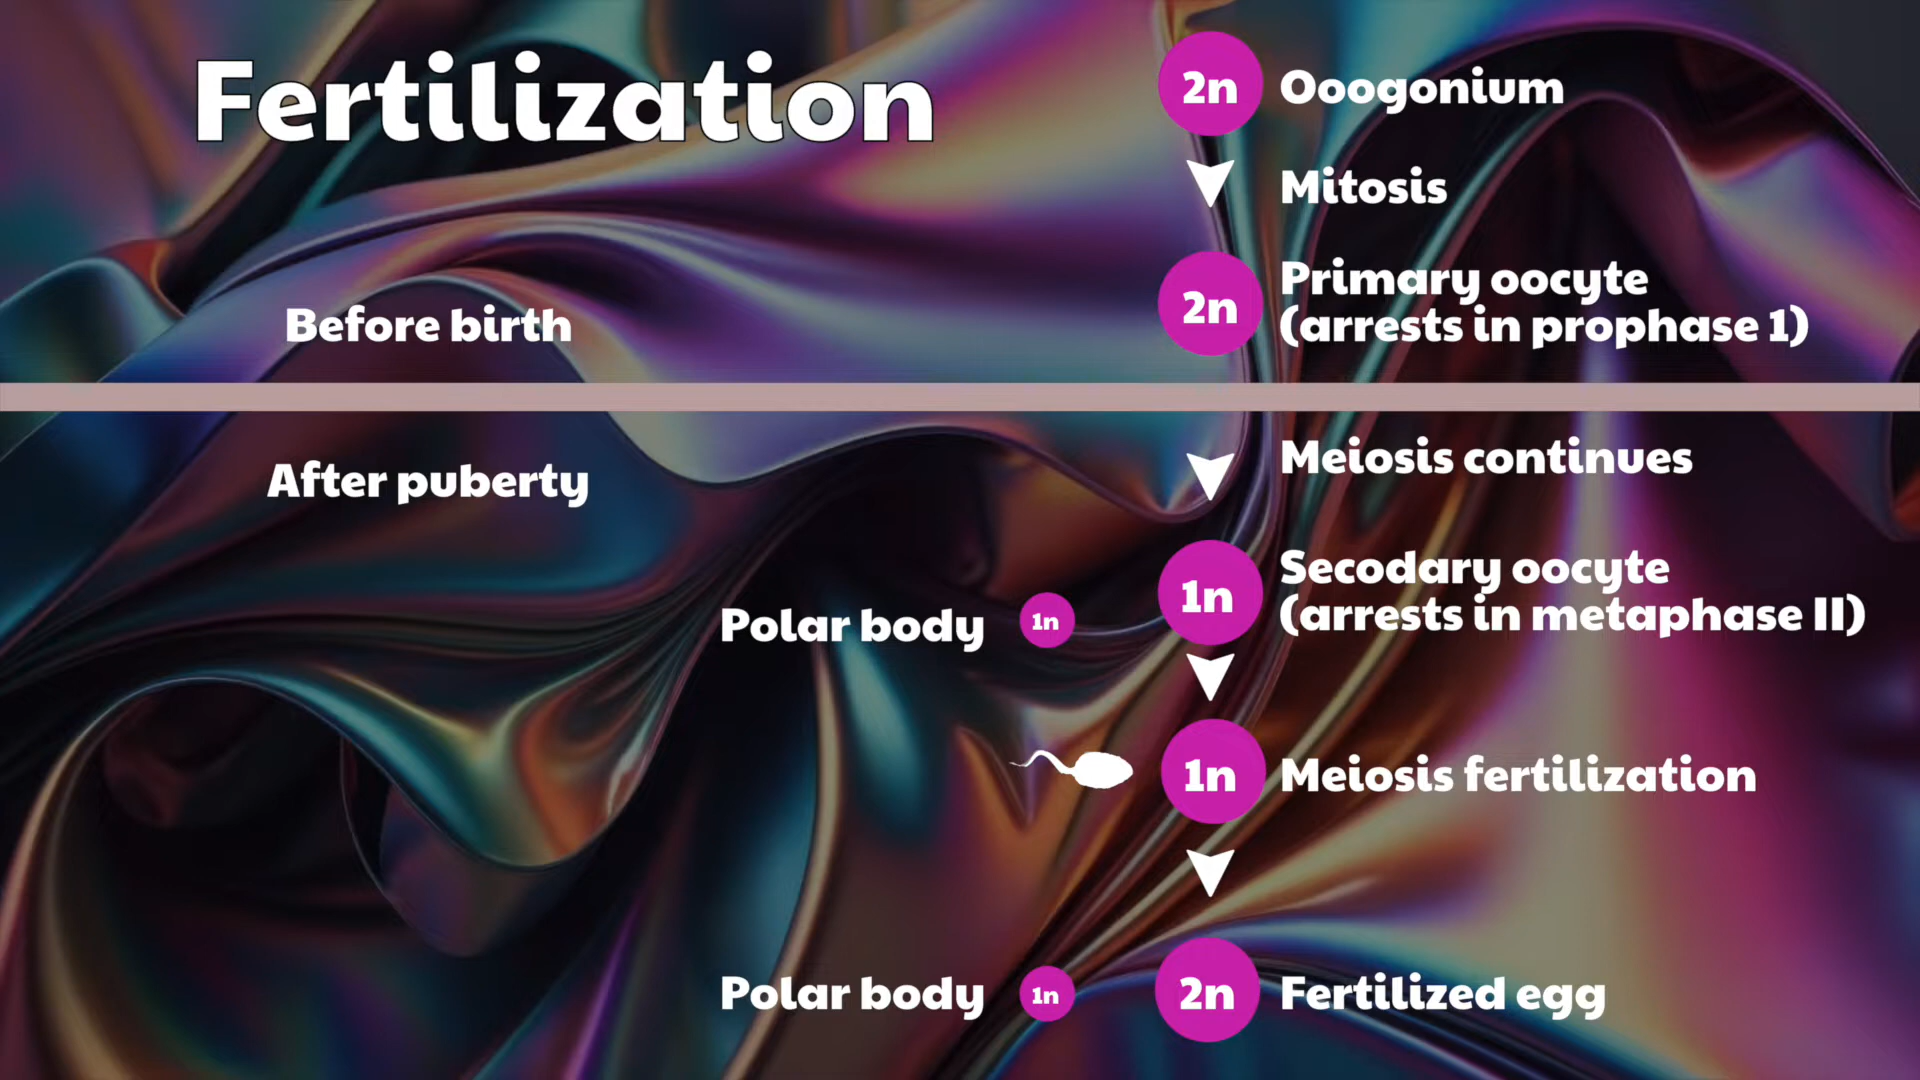 Fertilization
2n Ooogonium
Mitosis
2n Primary oocyte
(arrests in prophase 1)
Before birth
After puberty
Meiosis continues
1n Secodary oocyte
(arrests in metaphase II)
Polar body 1n
1n Meiosis fertilization
Polar body 1n
2n Fertilized egg